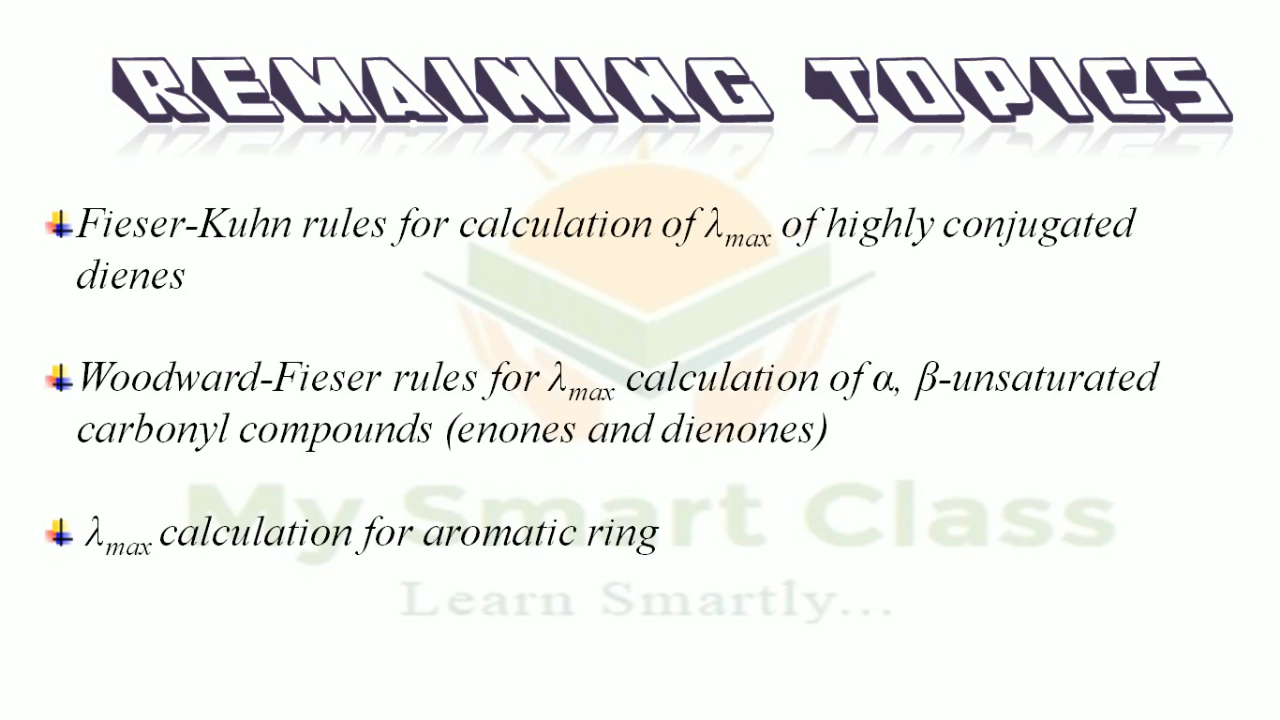 REMAINING TOPICS
Fieser-Kuhn rules for calculation of λmax of highly conjugated
dienes
Woodward-Fieser rules for λmax calculation of α, β-unsaturated
carbonyl compounds (enones and dienones)
λmax calculation for aromatic ring
My Smart Class
Learn Smartly...